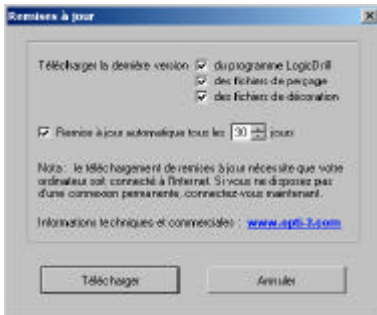 Remises à jour
Télécharger la dernière version du programme LogicDrill
des fichiers de perçage
des fichiers de décoration
Remise à jour automatique tous les 30 jours
Nota : le téléchargement de remises à jour nécessite que votre
ordinateur soit connecté à l'Internet. Si vous ne disposez pas
d'une connexion permanente, connectez-vous maintenant.
Informations techniques et commerciales : www.opti-3.com
Télécharger Annuler